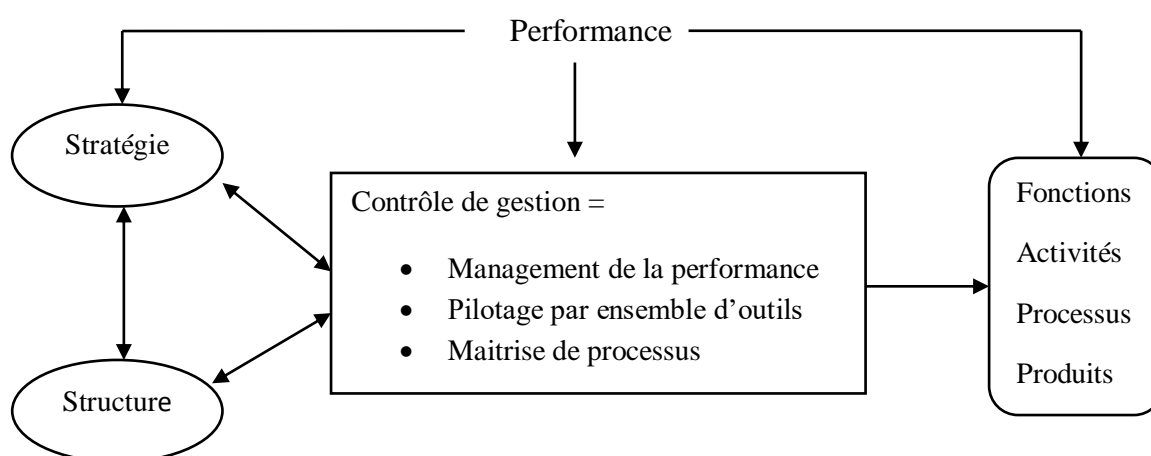 Performance
Stratégie
Contrôle de gestion =
• Management de la performance
• Pilotage par ensemble d’outils
• Maitrise de processus
Structure
Fonctions
Activités
Processus
Produits